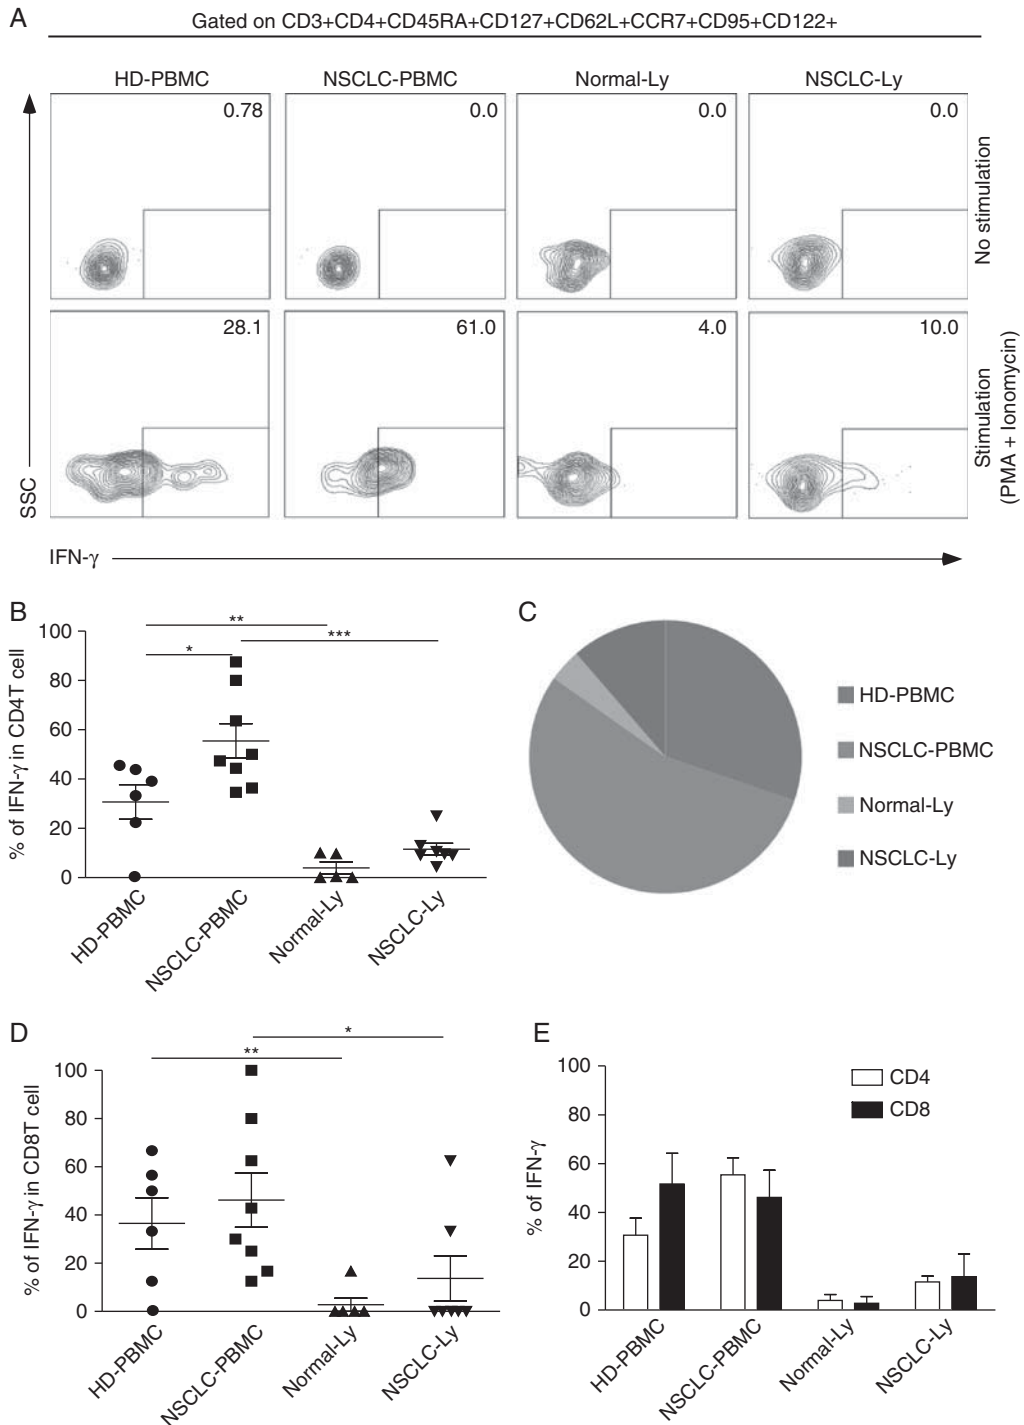 A
Gated on CD3+CD4+CD45RA+CD127+CD62L+CCR7+CD95+CD122+
HD-PBMC NSCLC-PBMC Normal-Ly NSCLC-Ly
0.78 0.0 0.0 0.0
No stimulation
28.1 61.0 4.0 10.0
Stimulation
(PMA + Ionomycin)
SSC
IFN-γ
B
% of IFN-γ in CD4T cell
100
80
60
40
20
0
**
***
*
HD-PBMC
NSCLC-PBMC
Normal-Ly
NSCLC-Ly
C
HD-PBMC
NSCLC-PBMC
Normal-Ly
NSCLC-Ly
D
% of IFN-γ in CD8T cell
100
80
60
40
20
0
*
**
HD-PBMC
NSCLC-PBMC
Normal-Ly
NSCLC-Ly
E
% of IFN-γ
100
80
60
40
20
0
CD4
CD8
HD-PBMC
NSCLC-PBMC
Normal-Ly
NSCLC-Ly